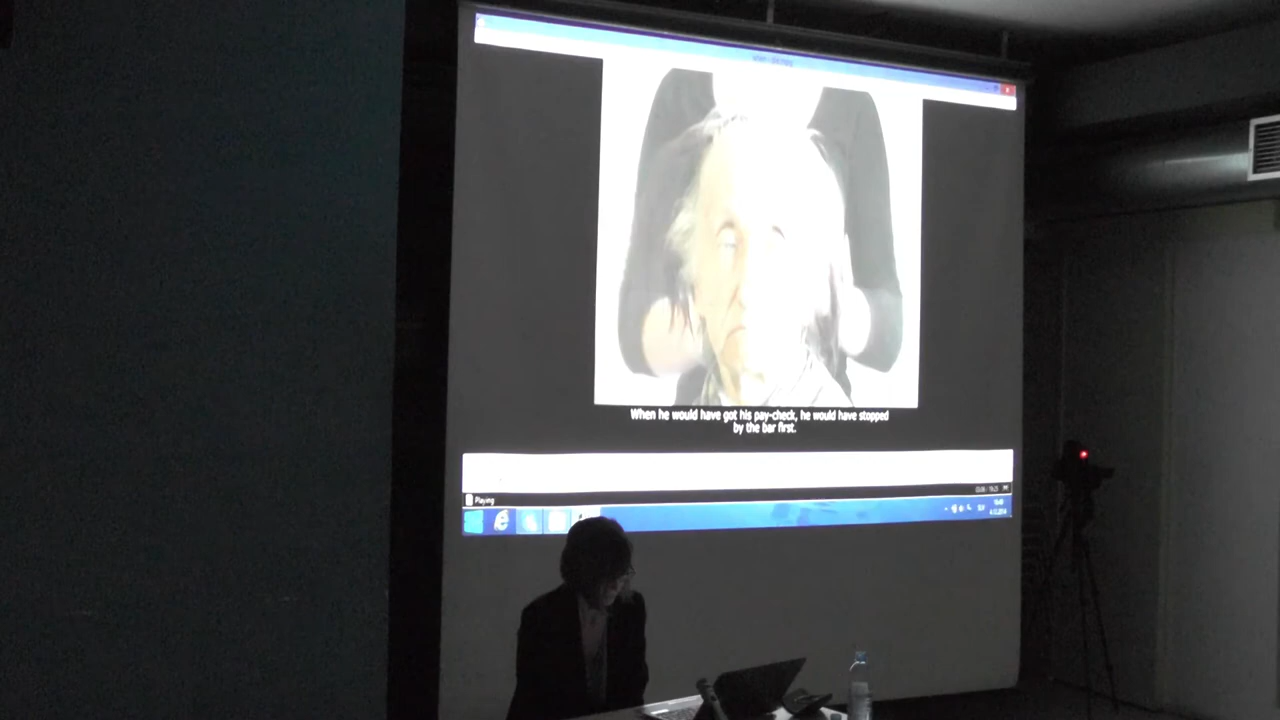 When he would have got his pay-check, he would have stopped
by the bar first.
Playing